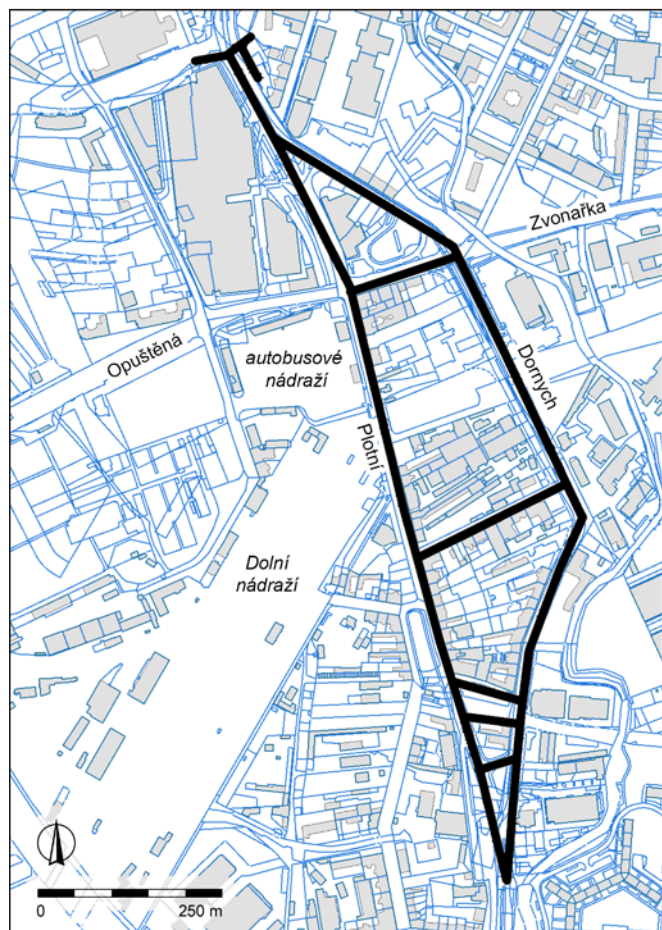 Zvonařka
Opuštěná
autobusové
nádraží
Dornych
Plotní
Dolní
nádraží
0 250 m